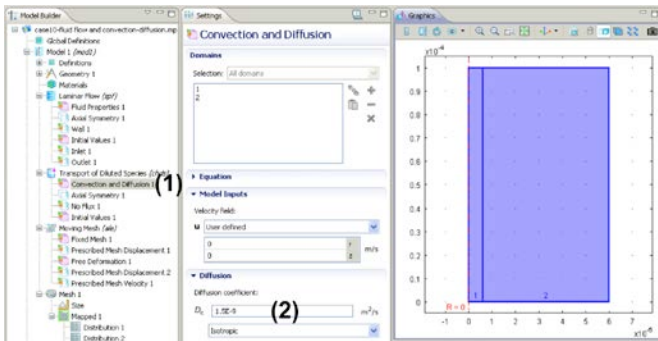 Model Builder
case10-fluid flow and convection-diffusion.mp
Global Definitions
Model 1 (mod1)
Definitions
Geometry 1
Materials
Laminar Flow (spf)
Fluid Properties 1
Axial Symmetry 1
Wall 1
Initial Values 1
Inlet 1
Outlet 1
Transport of Diluted Species (chds)
Convection and Diffusion 1
(1)
Axial Symmetry 1
No Flux 1
Initial Values 1
Moving Mesh (ale)
Fixed Mesh 1
Prescribed Mesh Displacement 1
Free Deformation 1
Prescribed Mesh Displacement 2
Prescribed Mesh Velocity 1
Mesh 1
Size
Mapped 1
Distribution 1
Distribution 2
Settings
Convection and Diffusion
Domains
Selection: All domains
1
2
Equation
Model Inputs
Velocity field:
u User defined
0 r
0 z
m/s
Diffusion
Diffusion coefficient:
Dc 1.5E-9 (2) m²/s
Isotropic
Graphics
x10⁻⁴
1
0.9
0.8
0.7
0.6
0.5
0.4
0.3
0.2
0.1
0
1 2
R = 0
-1 0 1 2 3 4 5 6 7
x10⁻⁵